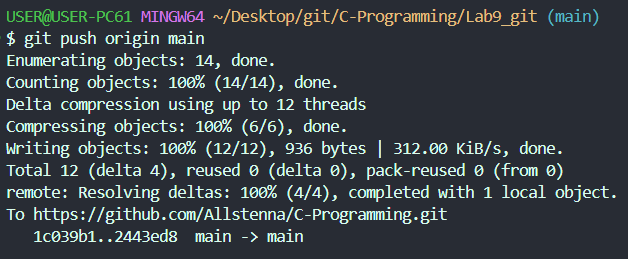 USER@USER-PC61 MINGW64 ~/Desktop/git/C-Programming/Lab9_git (main)
$ git push origin main
Enumerating objects: 14, done.
Counting objects: 100% (14/14), done.
Delta compression using up to 12 threads
Compressing objects: 100% (6/6), done.
Writing objects: 100% (12/12), 936 bytes | 312.00 KiB/s, done.
Total 12 (delta 4), reused 0 (delta 0), pack-reused 0 (from 0)
remote: Resolving deltas: 100% (4/4), completed with 1 local object.
To https://github.com/Allstenna/C-Programming.git
   1c039b1..2443ed8  main -> main